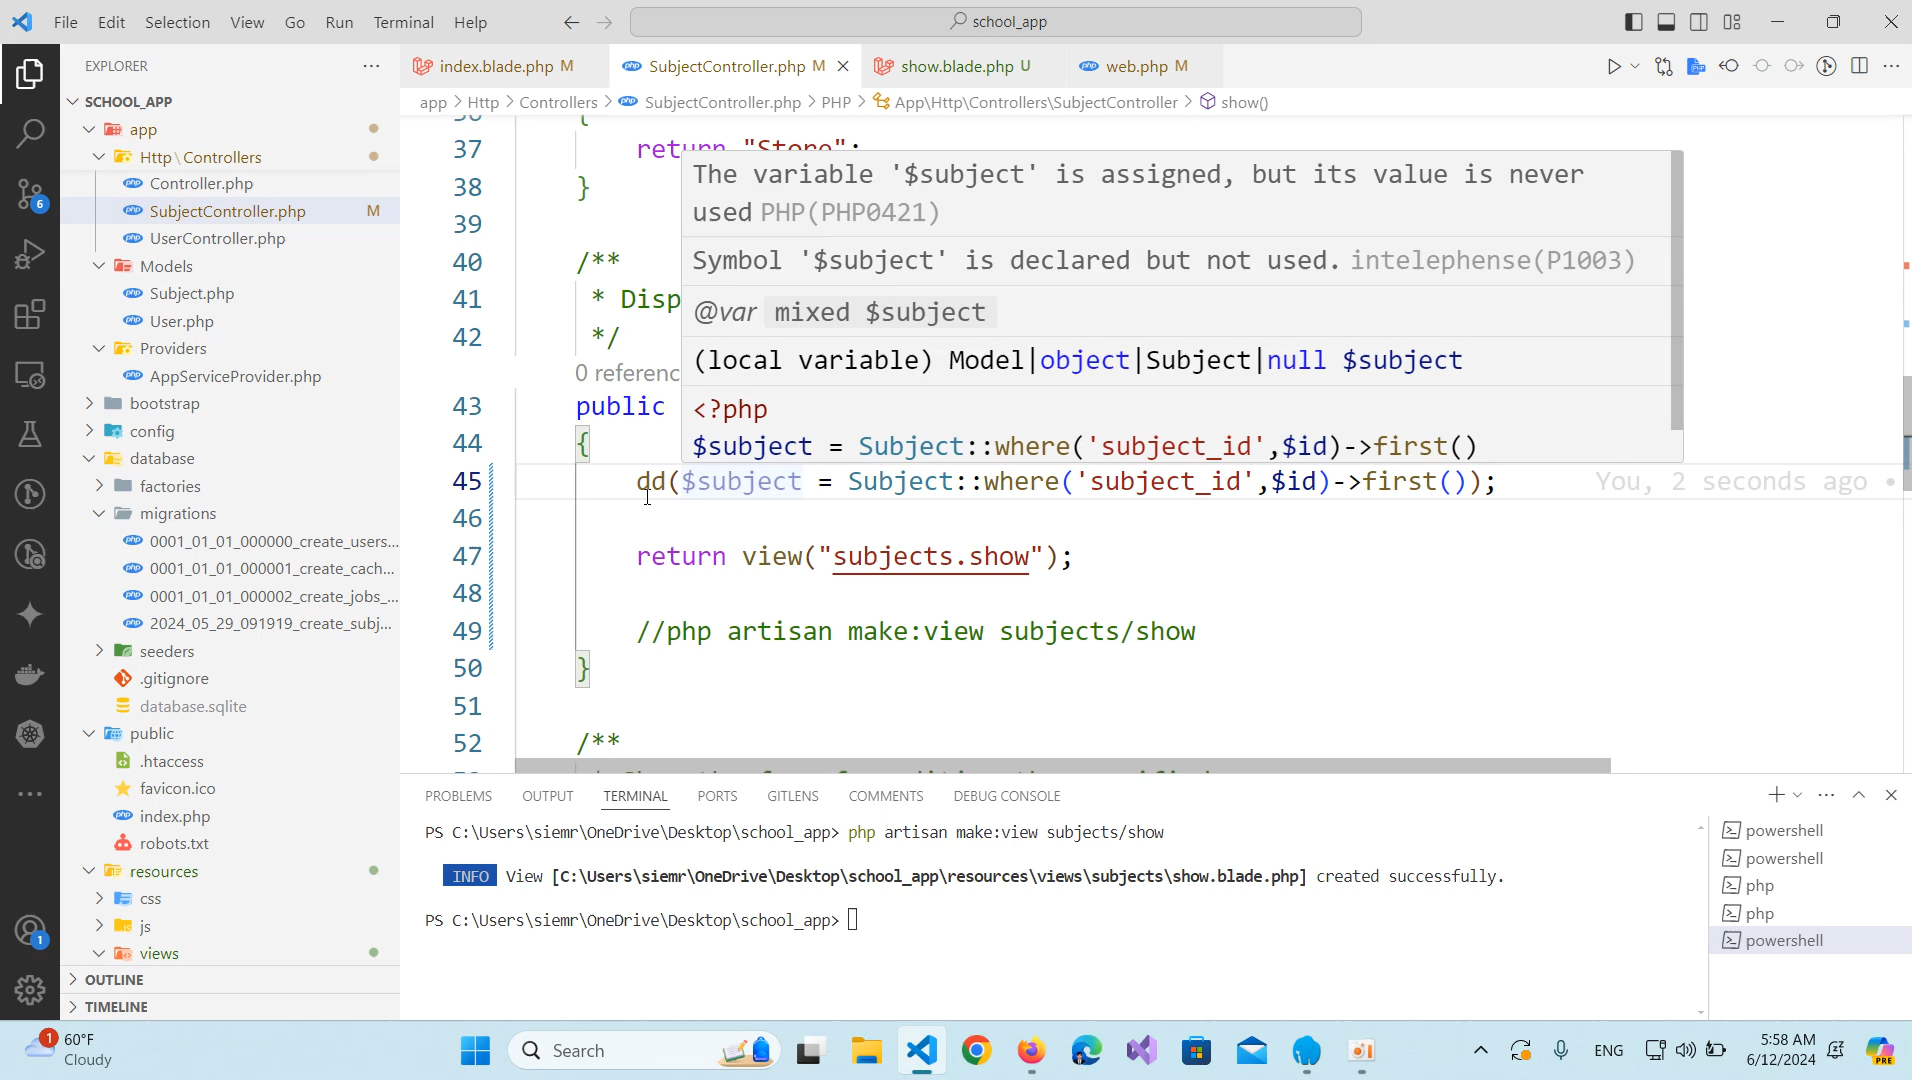 File Edit Selection View Go Run Terminal Help
school_app
EXPLORER
index.blade.php M
SubjectController.php M
show.blade.php U
web.php M
app > Http > Controllers > SubjectController.php > PHP > App\Http\Controllers\SubjectController > show()
SCHOOL_APP
app
Http \ Controllers
Controller.php
SubjectController.php M
UserController.php
Models
Subject.php
User.php
Providers
AppServiceProvider.php
bootstrap
config
database
factories
migrations
0001_01_01_000000_create_users...
0001_01_01_000001_create_cach...
0001_01_01_000002_create_jobs_...
2024_05_29_091919_create_subj...
seeders
.gitignore
database.sqlite
public
.htaccess
favicon.ico
index.php
robots.txt
resources
css
js
views
OUTLINE
TIMELINE
6
1
36 {
37 return "Store";
38 }
39
40 /**
41 * Disp
42 */
0 referenc
43 public
44 {
45 dd($subject = Subject::where('subject_id',$id)->first()); You, 2 seconds ago •
46
47 return view("subjects.show");
48
49 //php artisan make:view subjects/show
50 }
51
52 /**
The variable '$subject' is assigned, but its value is never
used PHP(PHP0421)
Symbol '$subject' is declared but not used. intelephense(P1003)
@var mixed $subject
(local variable) Model|object|Subject|null $subject
<?php
$subject = Subject::where('subject_id',$id)->first()
PROBLEMS OUTPUT TERMINAL PORTS GITLENS COMMENTS DEBUG CONSOLE
PS C:\Users\siemr\OneDrive\Desktop\school_app> php artisan make:view subjects/show
INFO View [C:\Users\siemr\OneDrive\Desktop\school_app\resources\views\subjects\show.blade.php] created successfully.
PS C:\Users\siemr\OneDrive\Desktop\school_app>
powershell
powershell
php
php
powershell
1
60°F
Cloudy
Search
ENG
5:58 AM
6/12/2024
PRE